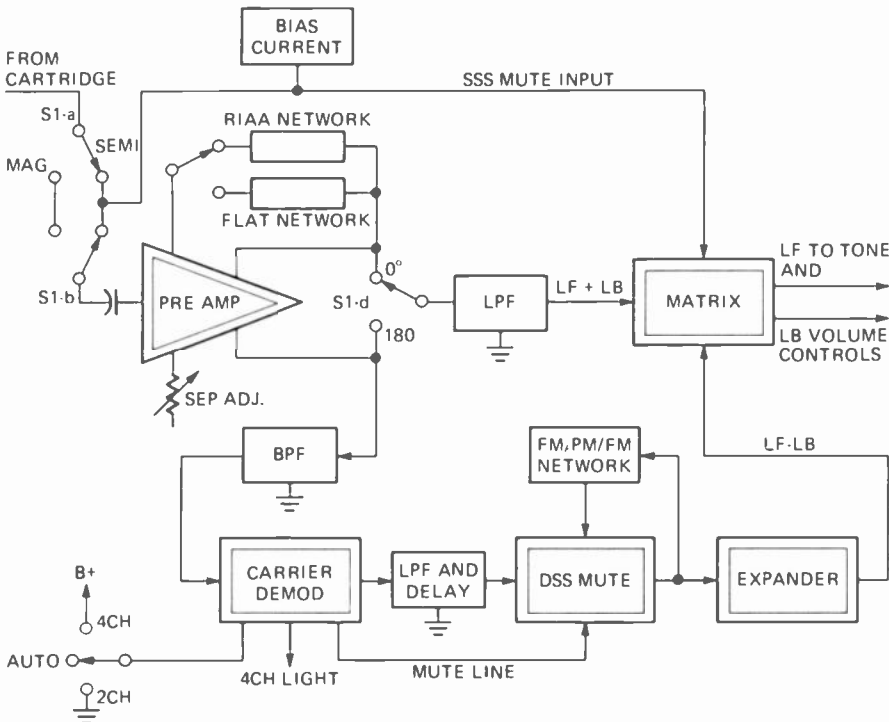 BIAS
CURRENT
FROM
CARTRIDGE
SSS MUTE INPUT
S1-a
SEMI
RIAA NETWORK
MAG
FLAT NETWORK
S1-b
PRE AMP
0°
S1-d
180
LPF
LF + LB
MATRIX
LF TO TONE
AND
LB VOLUME
CONTROLS
SEP ADJ.
BPF
FM, PM/FM
NETWORK
LF-LB
B+
4CH
AUTO
2CH
CARRIER
DEMOD
LPF AND
DELAY
DSS MUTE
EXPANDER
4CH LIGHT
MUTE LINE